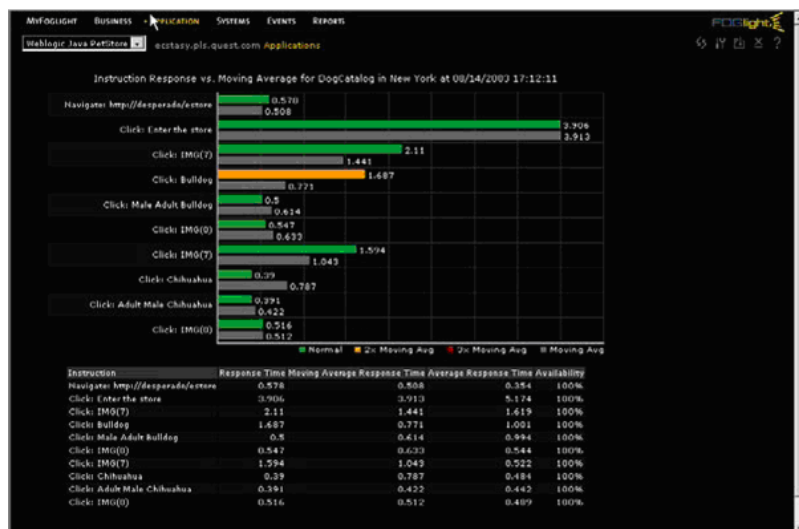 MyFoglight Business Application Systems Events Reports
FOGlight
Weblogic Java PetStore ecstasy.pls.quest.com Applications
Instruction Response vs. Moving Average for DogCatalog in New York at 08/14/2003 17:12:11
Navigate: http://desperado/estore 0.578
0.508
Click: Enter the store 3.906
3.913
Click: IMG(7) 2.11
1.441
Click: Bulldog 1.687
0.771
Click: Male Adult Bulldog 0.5
0.614
Click: IMG(0) 0.547
0.633
Click: IMG(7) 1.594
1.043
Click: Chihuahua 0.39
0.787
Click: Adult Male Chihuahua 0.391
0.422
Click: IMG(0) 0.516
0.512
Normal 2x Moving Avg 3x Moving Avg Moving Avg
Instruction Response Time Moving Average Response Time Average Response Time Availability
Navigate: http://desperado/estore 0.578 0.508 0.354 100%
Click: Enter the store 3.906 3.913 5.174 100%
Click: IMG(7) 2.11 1.441 1.619 100%
Click: Bulldog 1.687 0.771 1.001 100%
Click: Male Adult Bulldog 0.5 0.614 0.994 100%
Click: IMG(0) 0.547 0.633 0.544 100%
Click: IMG(7) 1.594 1.043 0.522 100%
Click: Chihuahua 0.39 0.787 0.484 100%
Click: Adult Male Chihuahua 0.391 0.422 0.442 100%
Click: IMG(0) 0.516 0.512 0.489 100%